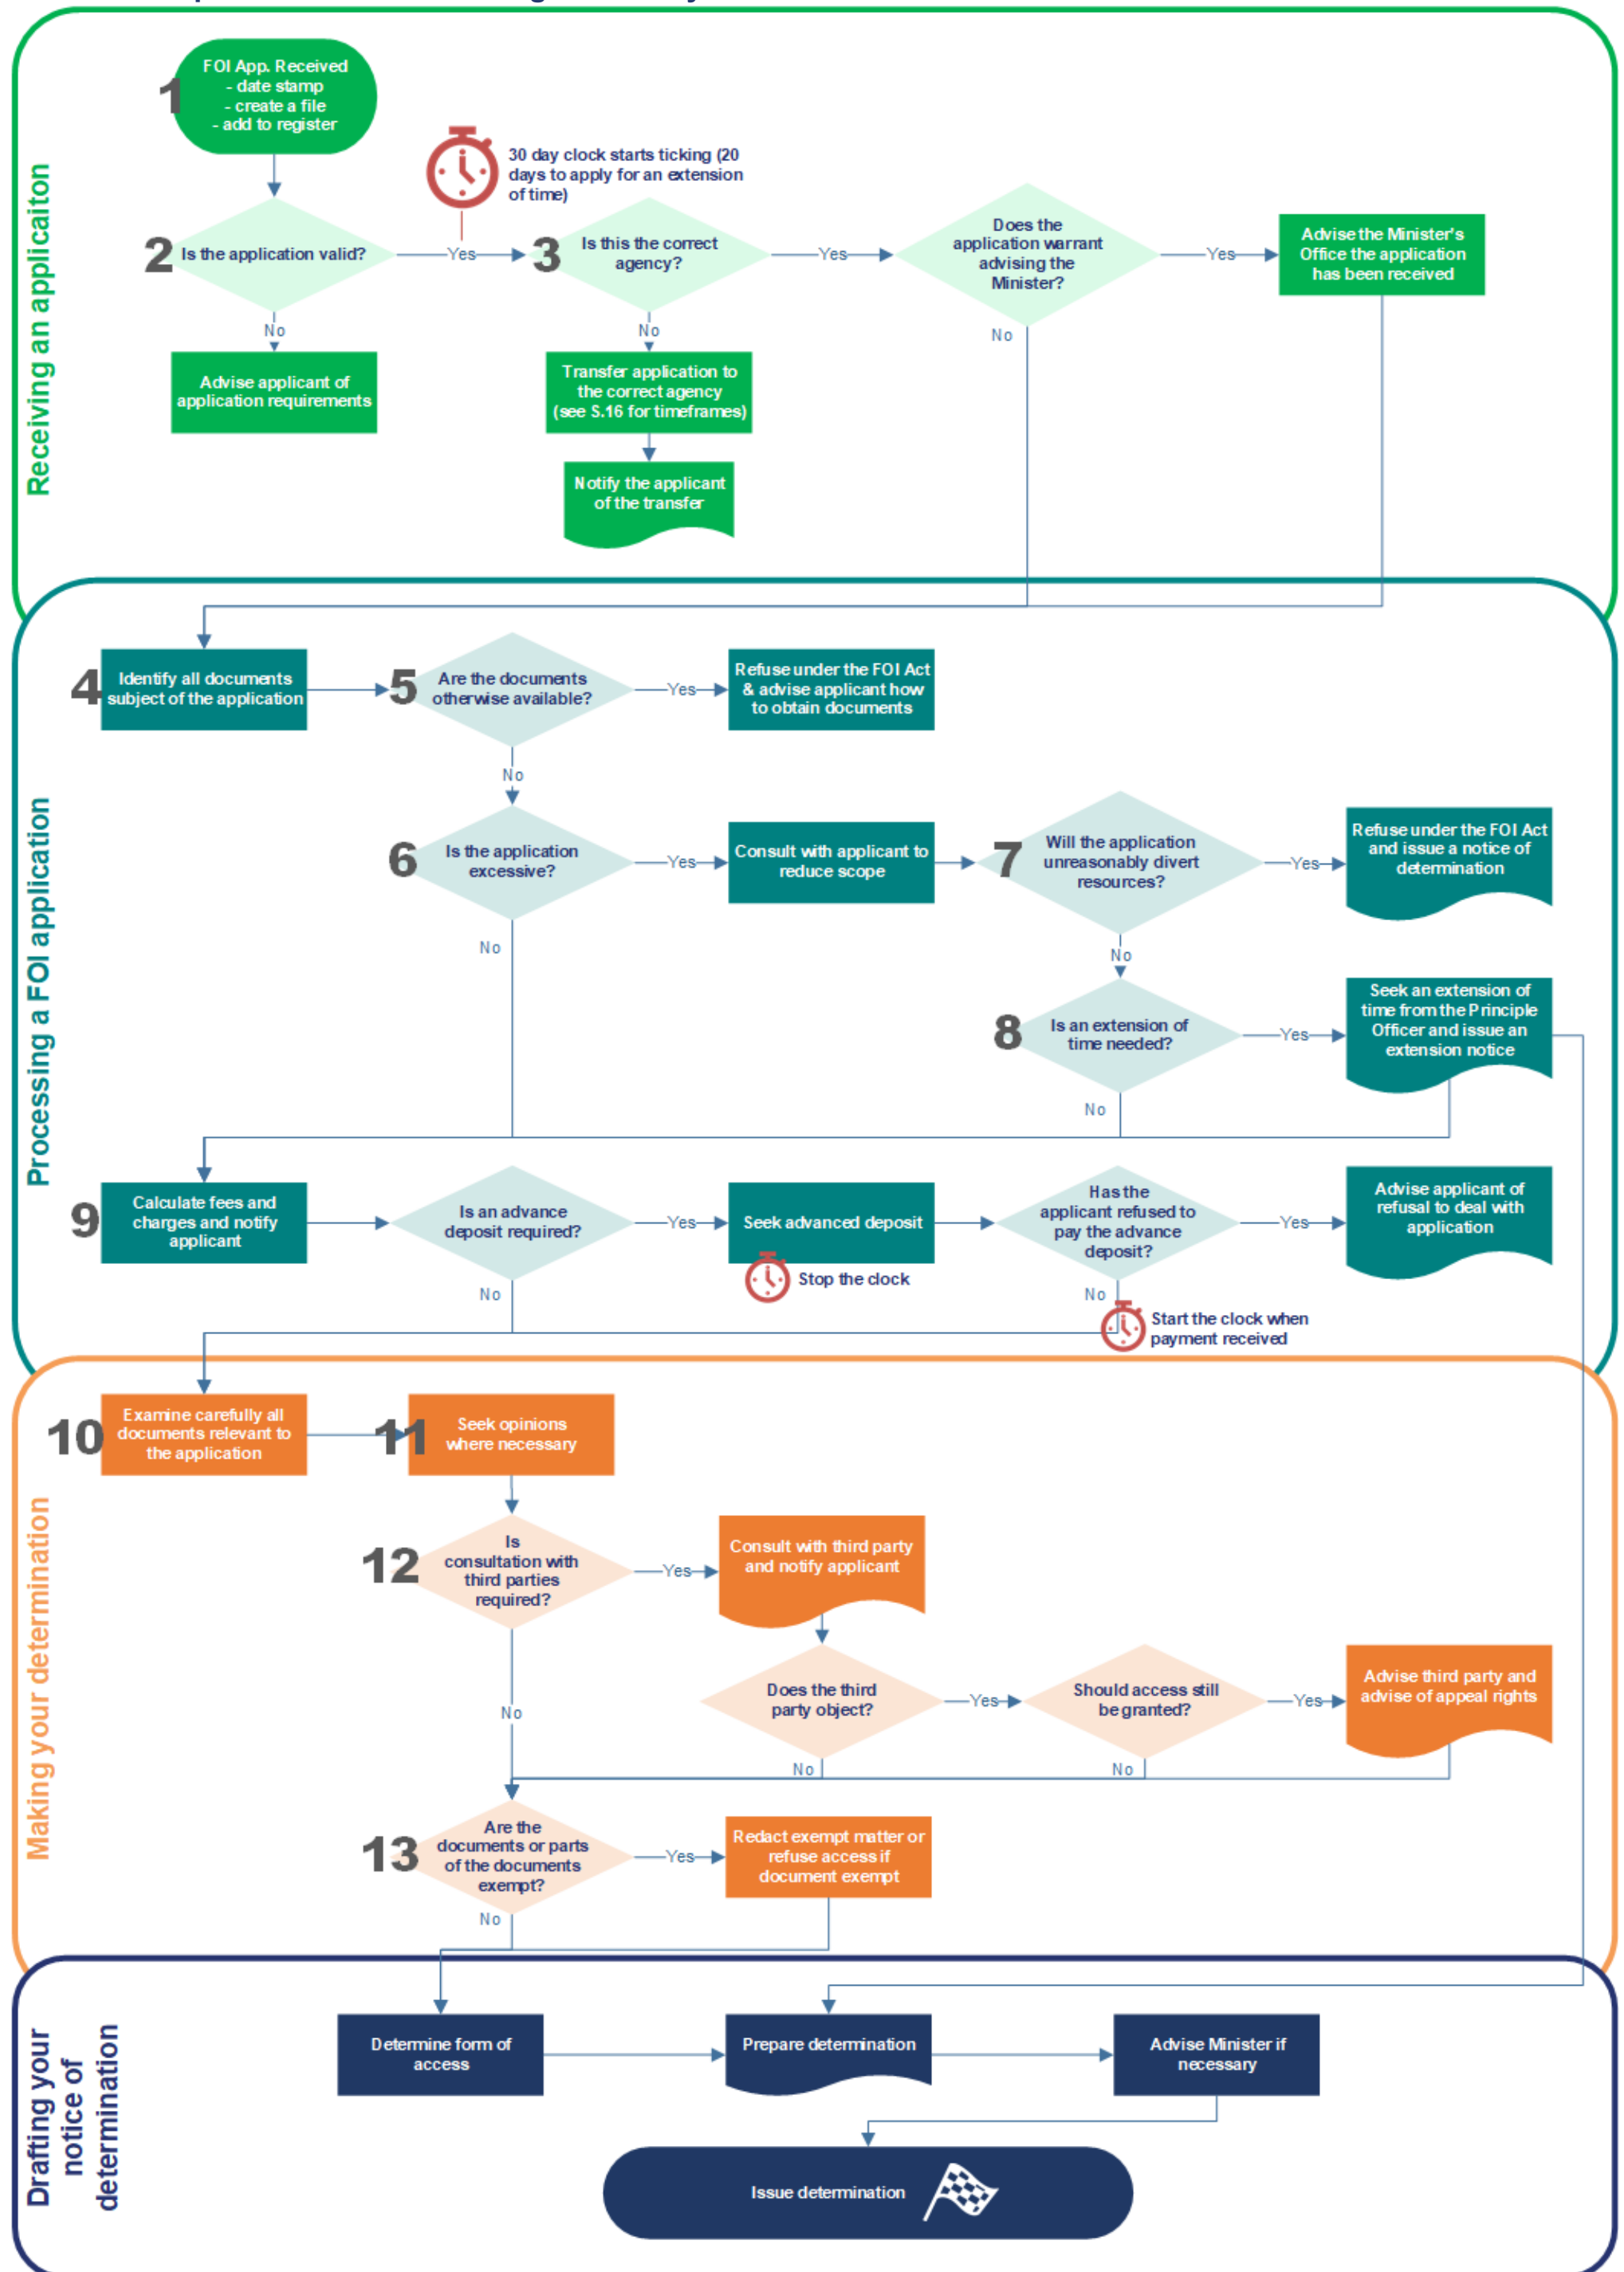 Receiving an applicaiton
1
FOI App. Received
- date stamp
- create a file
- add to register
30 day clock starts ticking (20
days to apply for an extension
of time)
2
Is the application valid?
Yes
3
Is this the correct
agency?
Yes
Does the
application warrant
advising the
Minister?
Yes
Advise the Minister's
Office the application
has been received
No
No
No
Advise applicant of
application requirements
Transfer application to
the correct agency
(see S.16 for timeframes)
Notify the applicant
of the transfer
Processing a FOI application
4
Identify all documents
subject of the application
5
Are the documents
otherwise available?
Yes
Refuse under the FOI Act
& advise applicant how
to obtain documents
No
6
Is the application
excessive?
Yes
Consult with applicant to
reduce scope
7
Will the application
unreasonably divert
resources?
Yes
Refuse under the FOI Act
and issue a notice of
determination
No
No
8
Is an extension of
time needed?
Yes
Seek an extension of
time from the Principle
Officer and issue an
extension notice
No
9
Calculate fees and
charges and notify
applicant
Is an advance
deposit required?
Yes
Seek advanced deposit
Stop the clock
Has the
applicant refused to
pay the advance
deposit?
Yes
Advise applicant of
refusal to deal with
application
No
No
Start the clock when
payment received
Making your determination
10
Examine carefully all
documents relevant to
the application
11
Seek opinions
where necessary
12
Is
consultation with
third parties
required?
Yes
Consult with third party
and notify applicant
No
Does the third
party object?
Yes
Should access still
be granted?
Yes
Advise third party and
advise of appeal rights
No
No
13
Are the
documents or parts
of the documents
exempt?
Yes
Redact exempt matter or
refuse access if
document exempt
No
Drafting your
notice of
determination
Determine form of
access
Prepare determination
Advise Minister if
necessary
Issue determination